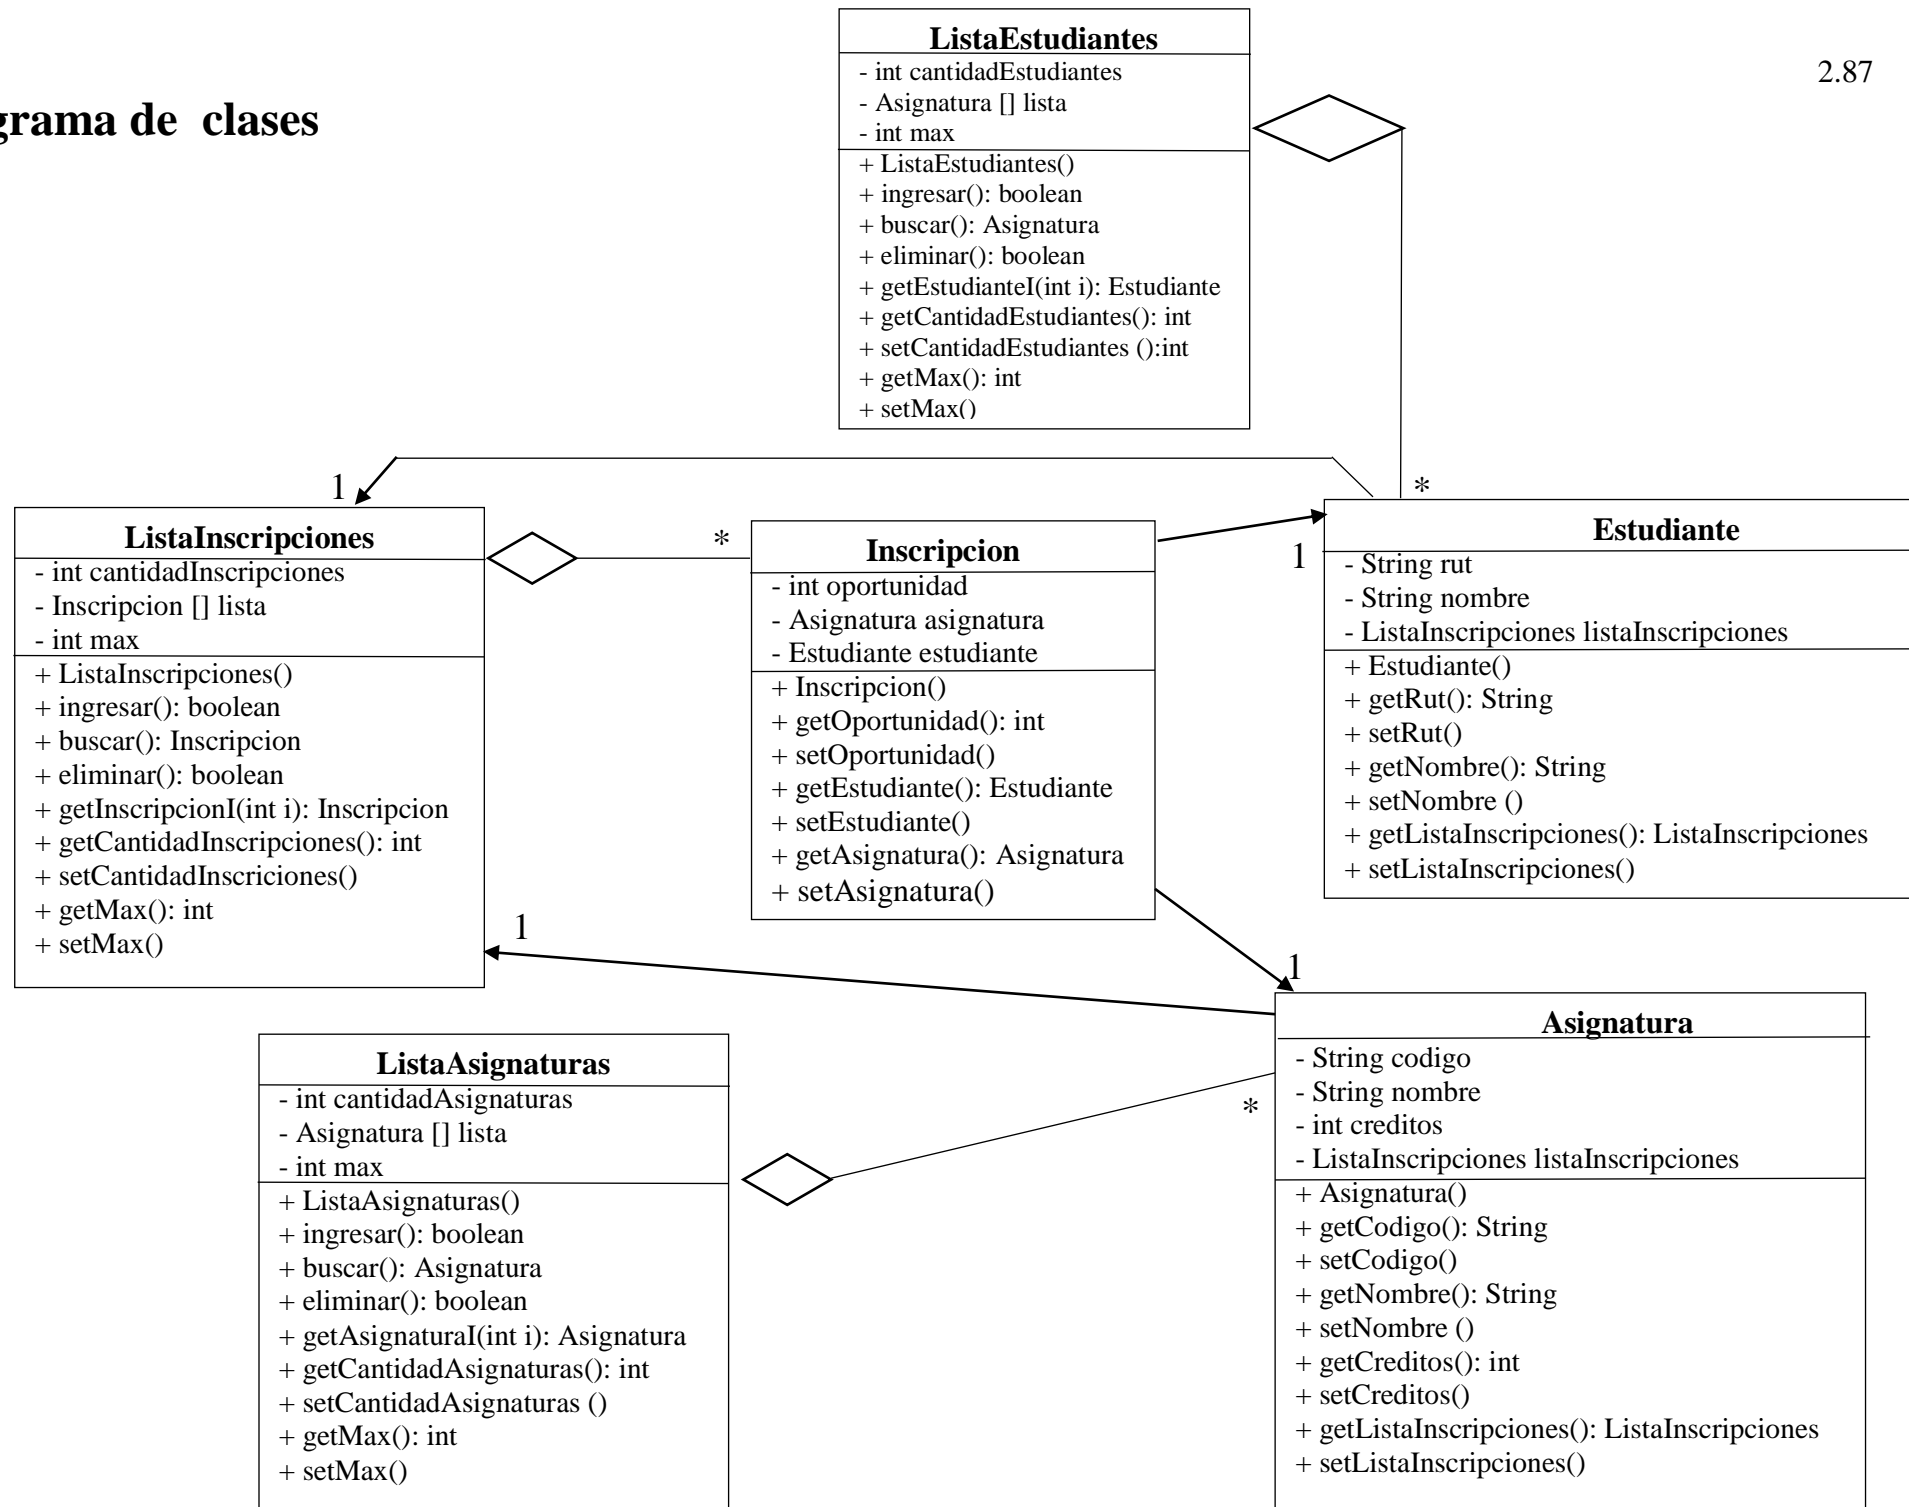 2.87
grama de clases
ListaEstudiantes
- int cantidadEstudiantes
- Asignatura [] lista
- int max
+ ListaEstudiantes()
+ ingresar(): boolean
+ buscar(): Asignatura
+ eliminar(): boolean
+ getEstudianteI(int i): Estudiante
+ getCantidadEstudiantes(): int
+ setCantidadEstudiantes ():int
+ getMax(): int
+ setMax()
1
*
ListaInscripciones
- int cantidadInscripciones
- Inscripcion [] lista
- int max
+ ListaInscripciones()
+ ingresar(): boolean
+ buscar(): Inscripcion
+ eliminar(): boolean
+ getInscripcionI(int i): Inscripcion
+ getCantidadInscripciones(): int
+ setCantidadInscriciones()
+ getMax(): int
+ setMax()
*
Inscripcion
- int oportunidad
- Asignatura asignatura
- Estudiante estudiante
+ Inscripcion()
+ getOportunidad(): int
+ setOportunidad()
+ getEstudiante(): Estudiante
+ setEstudiante()
+ getAsignatura(): Asignatura
+ setAsignatura()
1
Estudiante
- String rut
- String nombre
- ListaInscripciones listaInscripciones
+ Estudiante()
+ getRut(): String
+ setRut()
+ getNombre(): String
+ setNombre ()
+ getListaInscripciones(): ListaInscripciones
+ setListaInscripciones()
1
1
ListaAsignaturas
- int cantidadAsignaturas
- Asignatura [] lista
- int max
+ ListaAsignaturas()
+ ingresar(): boolean
+ buscar(): Asignatura
+ eliminar(): boolean
+ getAsignaturaI(int i): Asignatura
+ getCantidadAsignaturas(): int
+ setCantidadAsignaturas ()
+ getMax(): int
+ setMax()
*
Asignatura
- String codigo
- String nombre
- int creditos
- ListaInscripciones listaInscripciones
+ Asignatura()
+ getCodigo(): String
+ setCodigo()
+ getNombre(): String
+ setNombre ()
+ getCreditos(): int
+ setCreditos()
+ getListaInscripciones(): ListaInscripciones
+ setListaInscripciones()